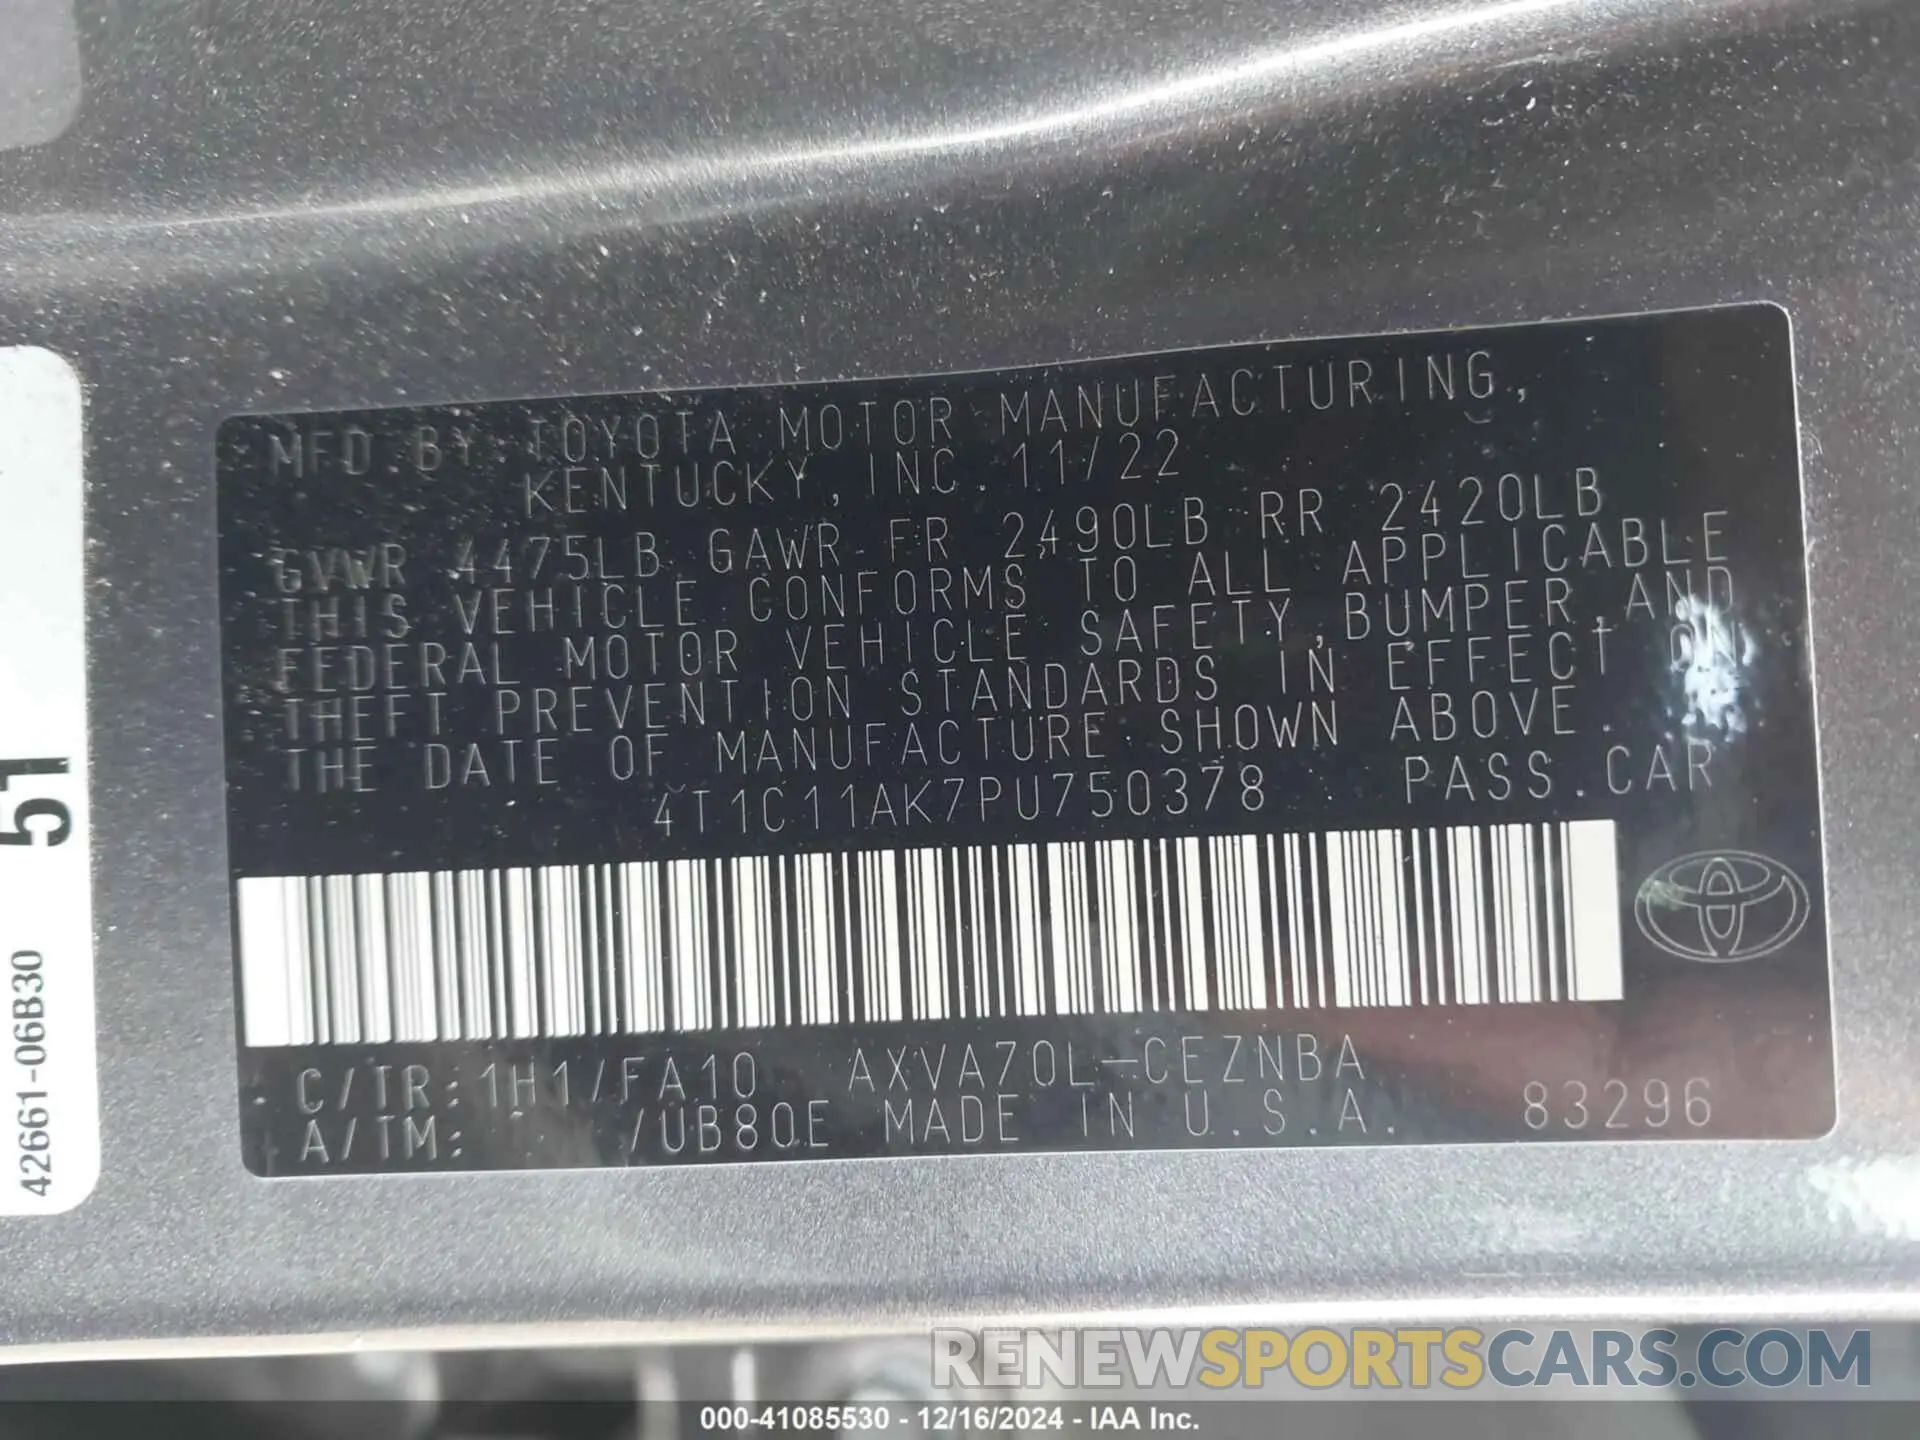 MFD.BY:TOYOTA MOTOR MANUFACTURING,
KENTUCKY, INC. 11/22
GVWR 4475LB GAWR FR 2490LB RR 2420LB
THIS VEHICLE CONFORMS TO ALL APPLICABLE
FEDERAL MOTOR VEHICLE SAFETY,BUMPER,AND
THEFT PREVENTION STANDARDS IN EFFECT ON
THE DATE OF MANUFACTURE SHOWN ABOVE.
4T1C11AK7PU750378 PASS.CAR
C/TR:1H1/FA10 AXVA70L-CEZNBA
A/TM: /UB80E MADE IN U.S.A. 83296
51
42661-06B30
RENEWSPORTSCARS.COM
000-41085530 - 12/16/2024 - IAA Inc.